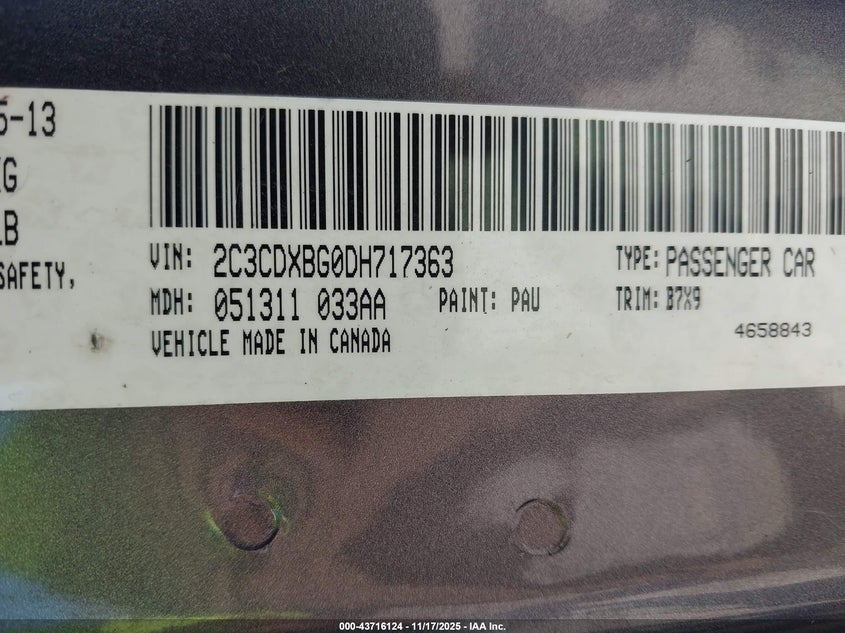 5-13
KG
LB
SAFETY,
VIN: 2C3CDXBG0DH717363 TYPE: PASSENGER CAR
MDH: 051311 033AA PAINT: PAU TRIM: B7X9
VEHICLE MADE IN CANADA 4658843
000-43716124 — 11/17/2025 - IAA Inc.